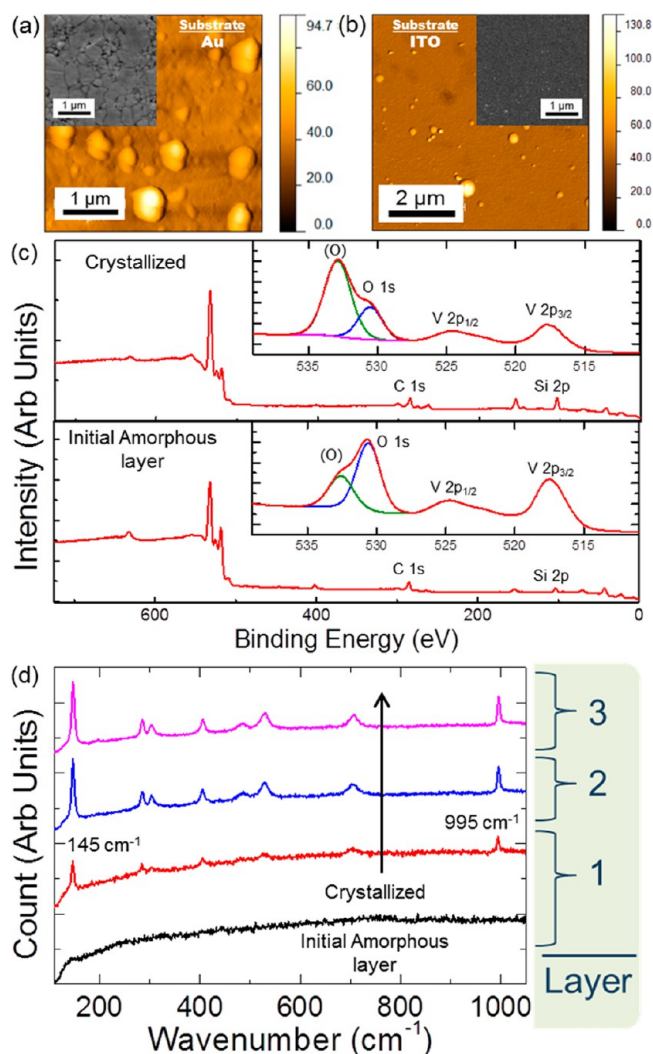 (a)
Substrate
Au
1 µm
1 µm
94.7
80.0
60.0
40.0
20.0
0.0
(b)
Substrate
ITO
1 µm
2 µm
130.8
100.0
80.0
60.0
40.0
20.0
0.0
(c)
Crystallized
(O)
O 1s
V 2p1/2
V 2p3/2
535 530 525 520 515
C 1s
Si 2p
Initial Amorphous
layer
(O)
O 1s
V 2p1/2
V 2p3/2
535 530 525 520 515
C 1s
Si 2p
Intensity (Arb Units)
600 400 200 0
Binding Energy (eV)
(d)
3
2
145 cm-1
995 cm-1
1
Crystallized
Initial Amorphous
layer
Layer
Count (Arb Units)
200 400 600 800 1000
Wavenumber (cm-1)